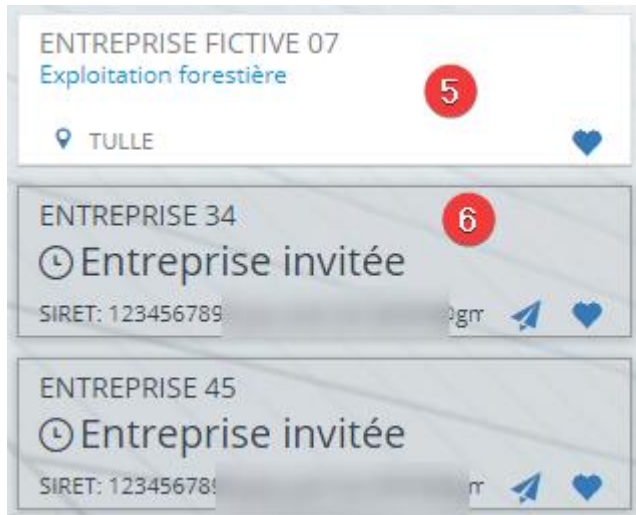 ENTREPRISE FICTIVE 07
Exploitation forestière
5
TULLE
ENTREPRISE 34
6
Entreprise invitée
SIRET: 123456789
ENTREPRISE 45
Entreprise invitée
SIRET: 12345678